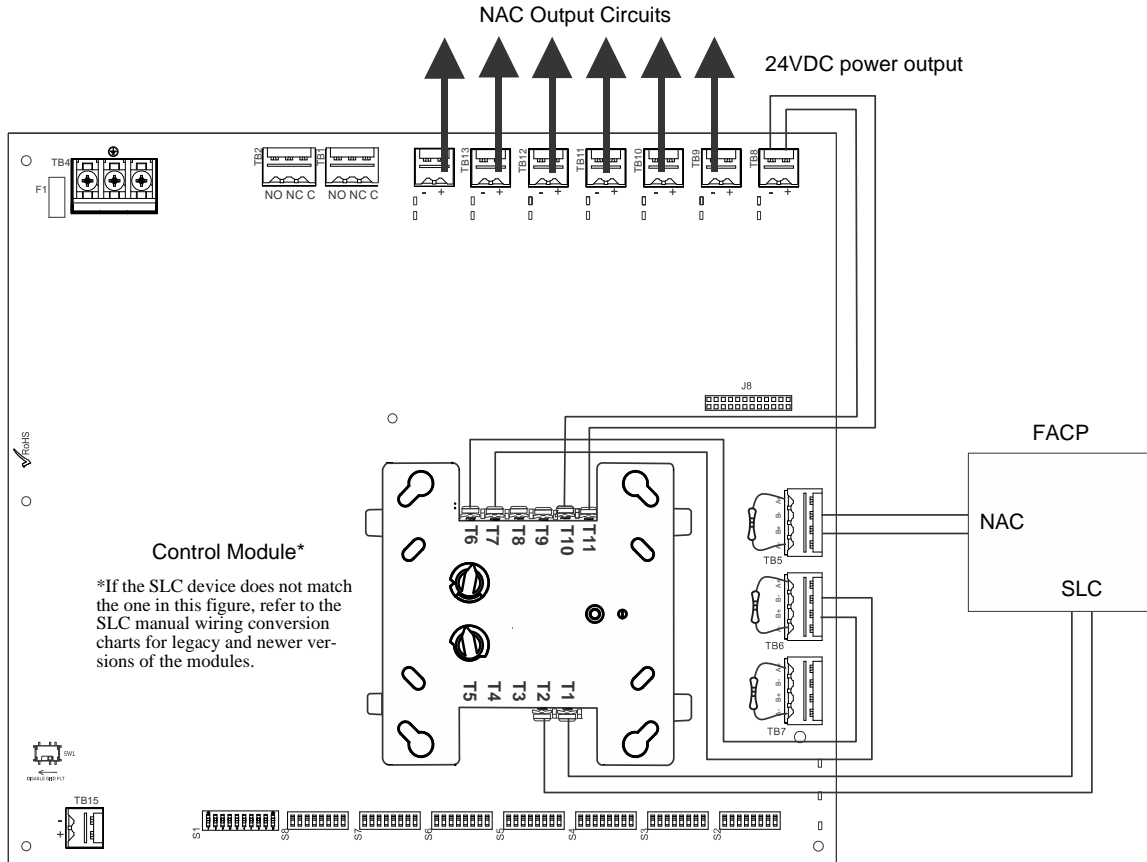 NAC Output Circuits
24VDC power output
TB4
F1
TB2
NO NC C
TB1
NO NC C
- +
TB13
- +
TB12
- +
TB11
- +
TB10
- +
TB9
- +
TB8
- +
J8
RoHS
FACP
NAC
SLC
Control Module*
*If the SLC device does not match
the one in this figure, refer to the
SLC manual wiring conversion
charts for legacy and newer ver-
sions of the modules.
T6 T7 T8 T9 T10 T11
T5 T4 T3 T2 T1
A+
B-
B+
TB5
A+
B-
B+
TB6
A+
B-
B+
TB7
SW1
DISABLE GND FLT
TB15
-
+
S1 S8 S7 S6 S5 S4 S3 S2